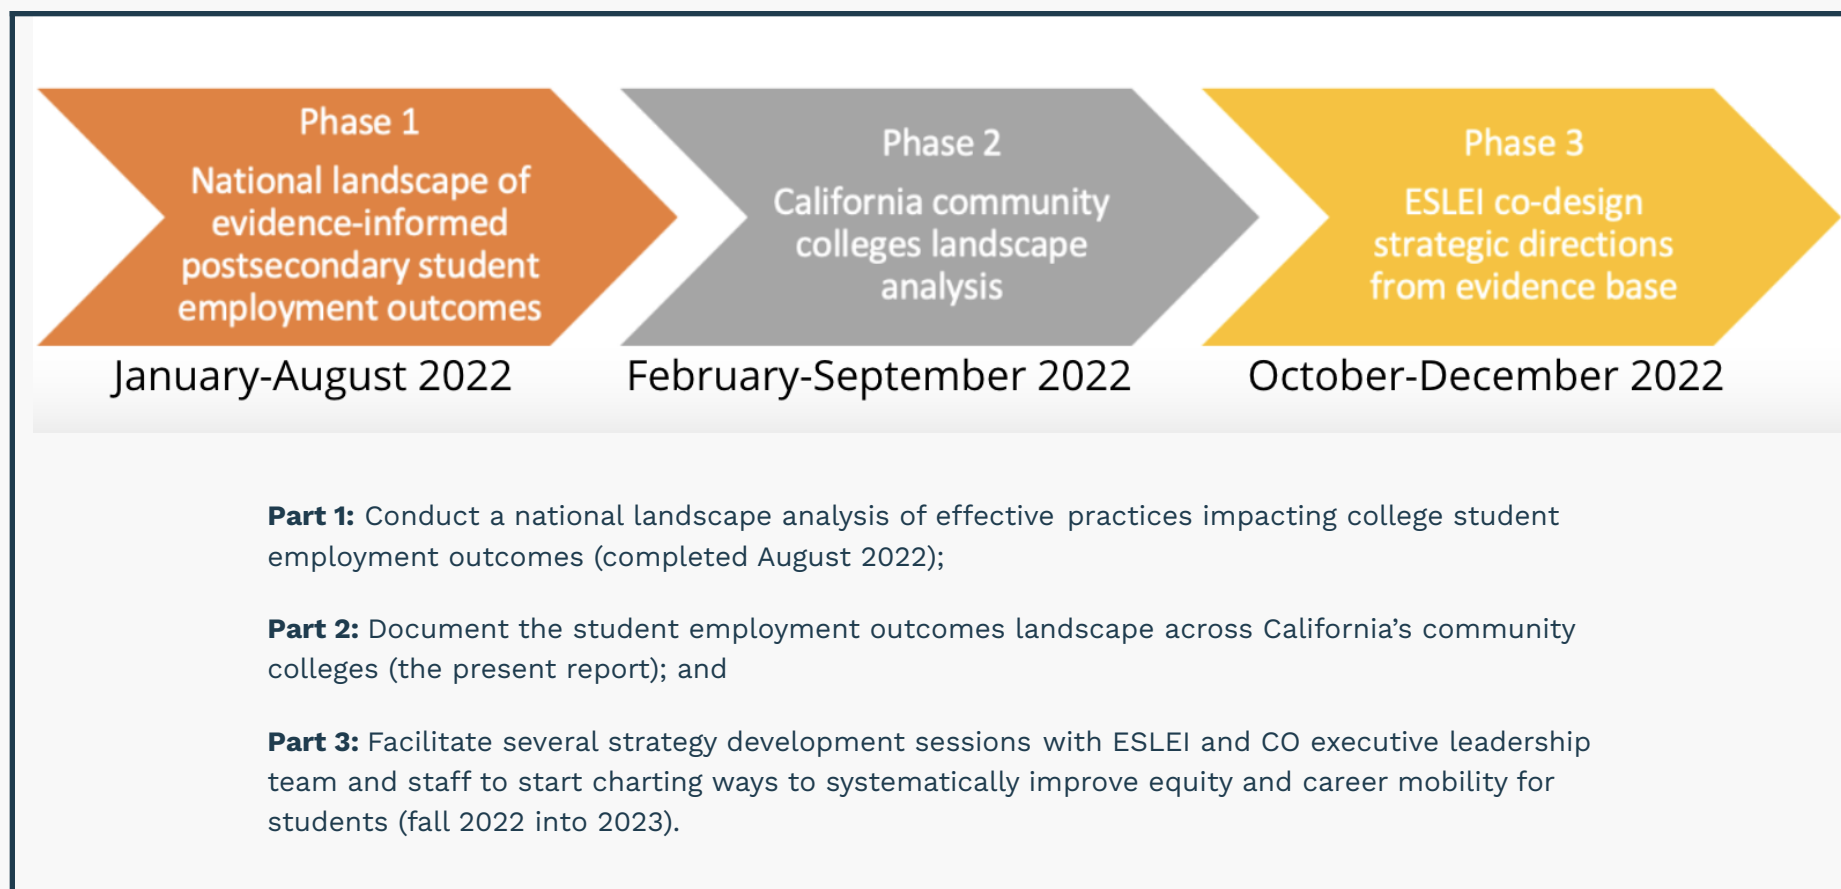 Phase 1
National landscape of
evidence-informed
postsecondary student
employment outcomes
January-August 2022
Phase 2
California community
colleges landscape
analysis
February-September 2022
Phase 3
ESLEI co-design
strategic directions
from evidence base
October-December 2022
Part 1: Conduct a national landscape analysis of effective practices impacting college student
employment outcomes (completed August 2022);
Part 2: Document the student employment outcomes landscape across California’s community
colleges (the present report); and
Part 3: Facilitate several strategy development sessions with ESLEI and CO executive leadership
team and staff to start charting ways to systematically improve equity and career mobility for
students (fall 2022 into 2023).